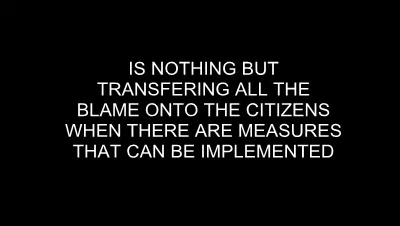 IS NOTHING BUT
TRANSFERING ALL THE
BLAME ONTO THE CITIZENS
WHEN THERE ARE MEASURES
THAT CAN BE IMPLEMENTED